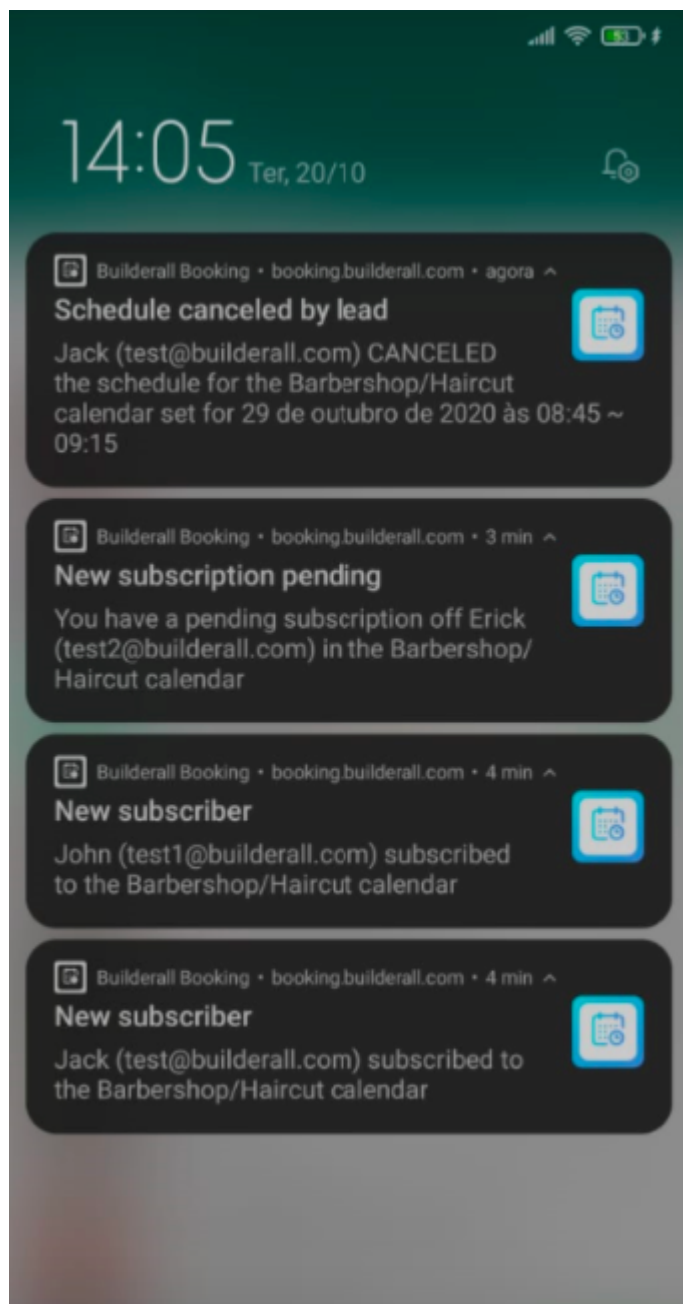 53
14:05 Ter, 20/10
Builderall Booking • booking.builderall.com • agora
Schedule canceled by lead
Jack (test@builderall.com) CANCELED
the schedule for the Barbershop/Haircut
calendar set for 29 de outubro de 2020 às 08:45 ~
09:15
Builderall Booking • booking.builderall.com • 3 min
New subscription pending
You have a pending subscription off Erick
(test2@builderall.com) in the Barbershop/
Haircut calendar
Builderall Booking • booking.builderall.com • 4 min
New subscriber
John (test1@builderall.com) subscribed
to the Barbershop/Haircut calendar
Builderall Booking • booking.builderall.com • 4 min
New subscriber
Jack (test@builderall.com) subscribed to
the Barbershop/Haircut calendar